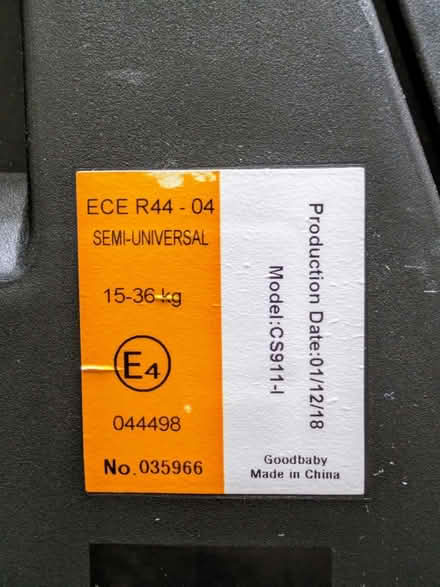 ECE R44 - 04
SEMI-UNIVERSAL
15-36 kg
E4
044498
No. 035966
Production Date:01/12/18
Model:CS911-I
Goodbaby
Made in China